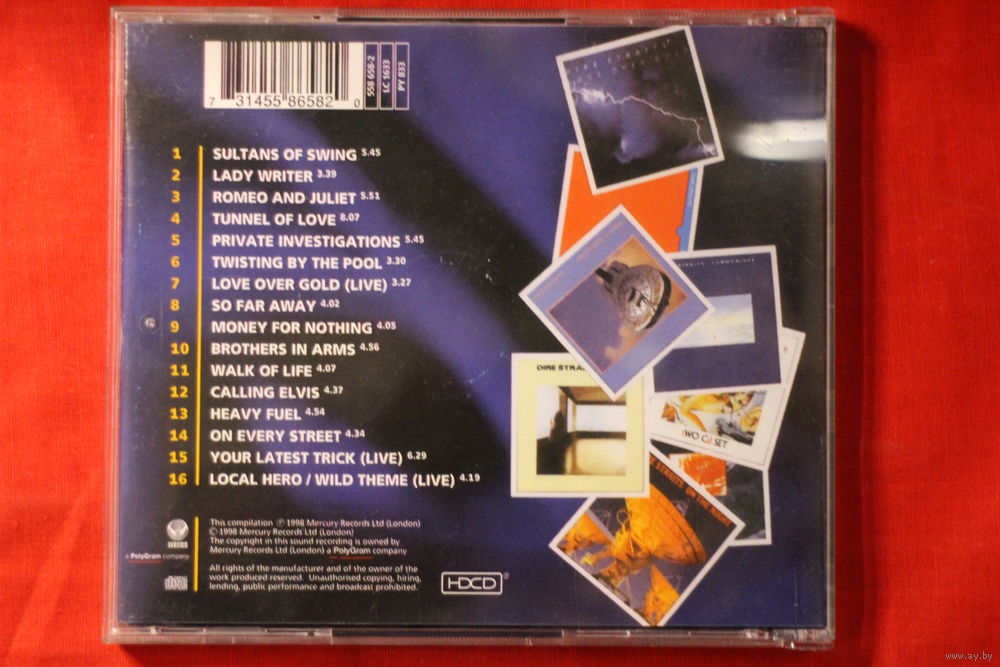 7 31455 86582 0
558 658-2
LC 1633
PY 833
1 SULTANS OF SWING 5.45
2 LADY WRITER 3.39
3 ROMEO AND JULIET 5.51
4 TUNNEL OF LOVE 8.07
5 PRIVATE INVESTIGATIONS 5.45
6 TWISTING BY THE POOL 3.30
7 LOVE OVER GOLD (LIVE) 3.27
8 SO FAR AWAY 4.02
9 MONEY FOR NOTHING 4.05
10 BROTHERS IN ARMS 4.56
11 WALK OF LIFE 4.07
12 CALLING ELVIS 4.37
13 HEAVY FUEL 4.54
14 ON EVERY STREET 4.34
15 YOUR LATEST TRICK (LIVE) 6.29
16 LOCAL HERO / WILD THEME (LIVE) 4.19
DIRE STRA
TWO Cd SET
E STRAITS ON THE NIGHT
VERTIGO
a PolyGram company
COMPACT
This compilation ℗ 1998 Mercury Records Ltd (London)
© 1998 Mercury Records Ltd (London)
The copyright in this sound recording is owned by
Mercury Records Ltd (London) a PolyGram company
All rights of the manufacturer and of the owner of the
work produced reserved. Unauthorised copying, hiring,
lending, public performance and broadcast prohibited.
HDCD®
www.ay.by